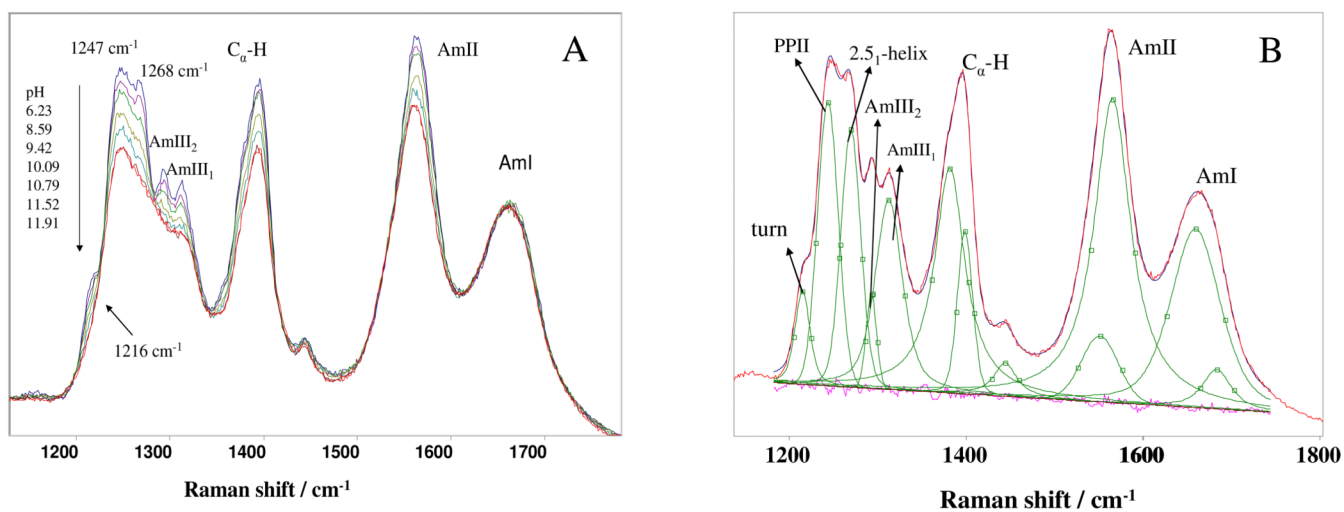 A
1247 cm⁻¹
1268 cm⁻¹
Cα-H
AmII
pH
6.23
8.59
9.42
10.09
10.79
11.52
11.91
AmIII₂
AmIII₁
AmI
1216 cm⁻¹
1200 1300 1400 1500 1600 1700
Raman shift / cm⁻¹
B
PPII
2.5₁-helix
Cα-H
AmII
AmIII₂
AmIII₁
AmI
turn
1200 1400 1600 1800
Raman shift / cm⁻¹